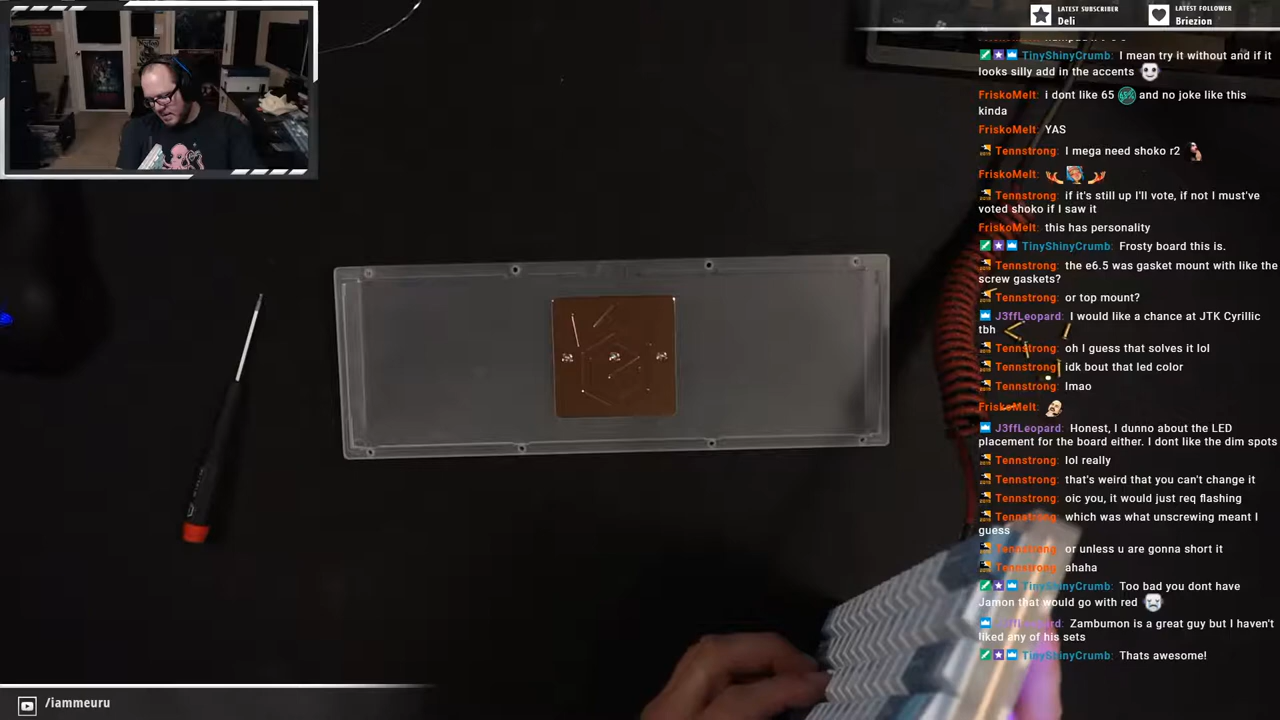 LATEST SUBSCRIBER
Deli
LATEST FOLLOWER
Briezion
TinyShinyCrumb: I mean try it without and if it
looks silly add in the accents
FriskoMelt: i dont like 65 65% and no joke like this
kinda
FriskoMelt: YAS
Tennstrong: I mega need shoko r2
FriskoMelt:
Tennstrong: if it's still up I'll vote, if not I must've
voted shoko if I saw it
FriskoMelt: this has personality
TinyShinyCrumb: Frosty board this is.
Tennstrong: the e6.5 was gasket mount with like the
screw gaskets?
Tennstrong: or top mount?
J3ffLeopard: I would like a chance at JTK Cyrillic
tbh
Tennstrong: oh I guess that solves it lol
Tennstrong: idk bout that led color
Tennstrong: lmao
FriskoMelt:
J3ffLeopard: Honest, I dunno about the LED
placement for the board either. I dont like the dim spots
Tennstrong: lol really
Tennstrong: that's weird that you can't change it
Tennstrong: oic you, it would just req flashing
Tennstrong: which was what unscrewing meant I
guess
Tennstrong: or unless u are gonna short it
Tennstrong: ahaha
TinyShinyCrumb: Too bad you dont have
Jamon that would go with red
J3ffLeopard: Zambumon is a great guy but I haven't
liked any of his sets
TinyShinyCrumb: Thats awesome!
/iammeuru